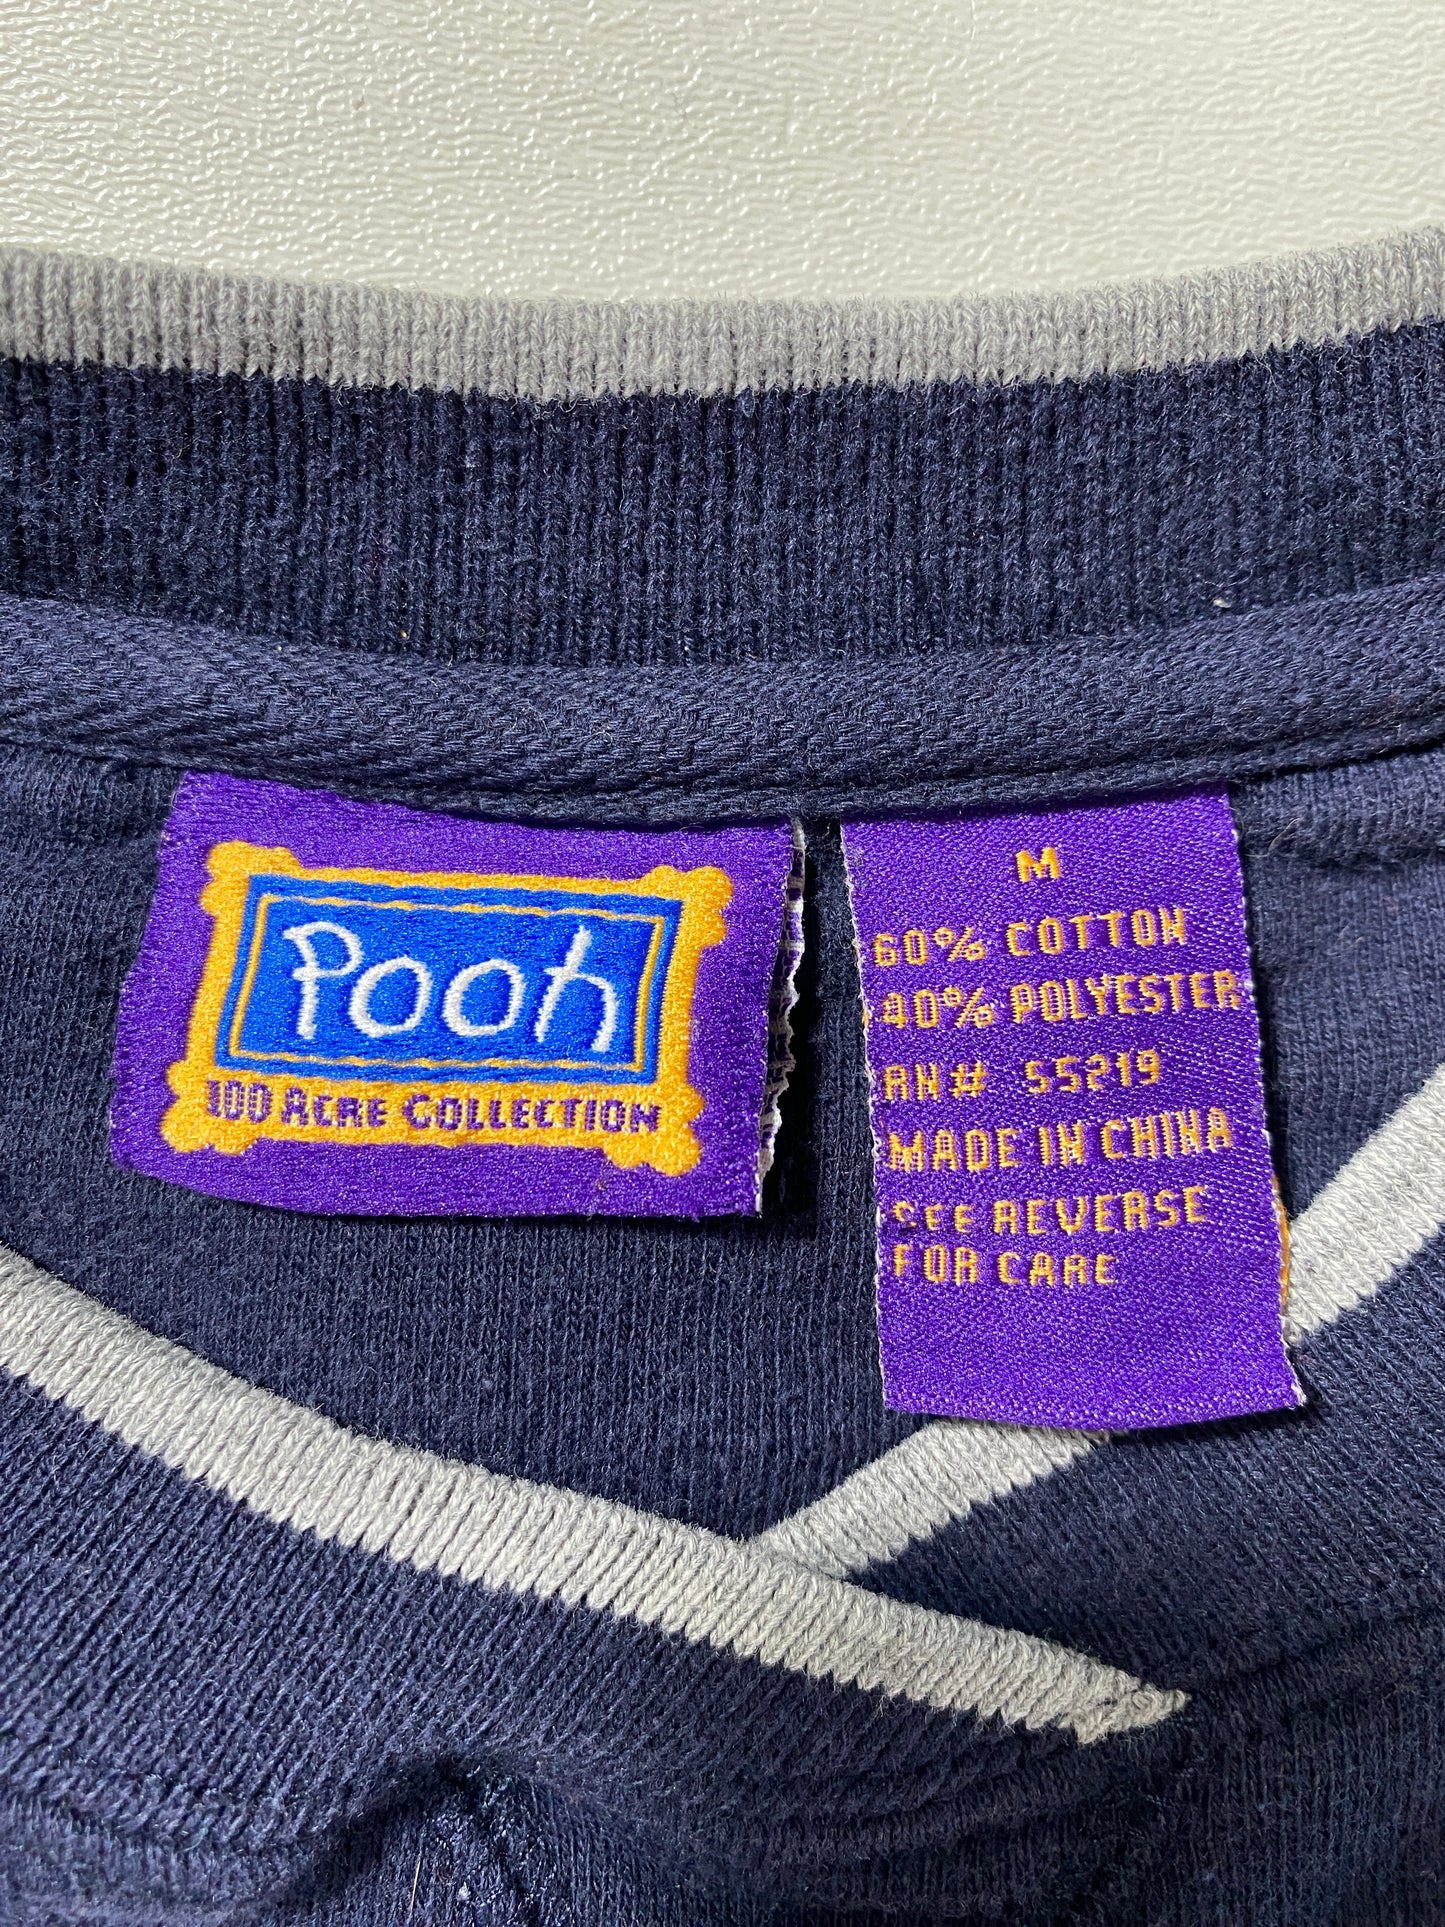 Pooh
100 ACRE COLLECTION
M
60% COTTON
40% POLYESTER
RN# 55219
MADE IN CHINA
SEE REVERSE
FOR CARE